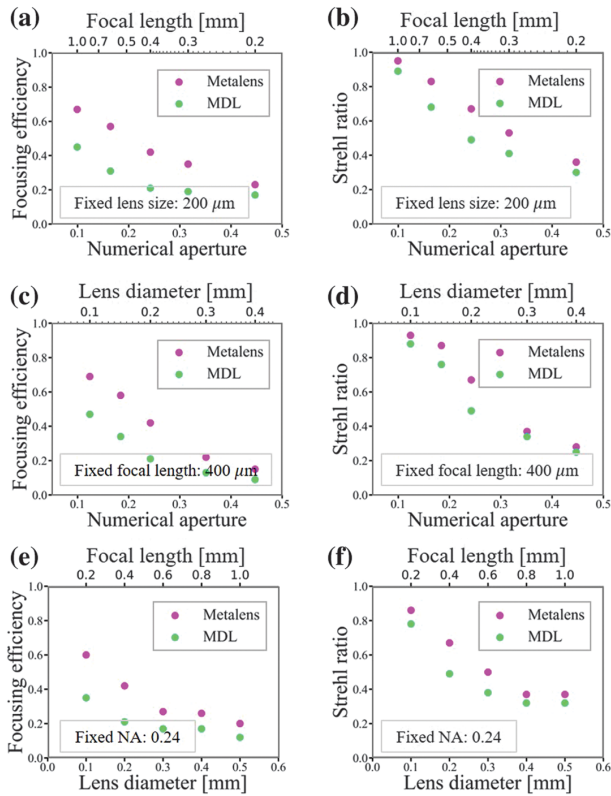 (a)
Focal length [mm]
1.0 0.7 0.5 0.4 0.3 0.2
Focusing efficiency
1.0
0.8
0.6
0.4
0.2
0.0
Metalens
MDL
Fixed lens size: 200 μm
0.1 0.2 0.3 0.4 0.5
Numerical aperture
(b)
Focal length [mm]
1.0 0.7 0.5 0.4 0.3 0.2
Strehl ratio
1.0
0.8
0.6
0.4
0.2
0.0
Metalens
MDL
Fixed lens size: 200 μm
0.1 0.2 0.3 0.4 0.5
Numerical aperture
(c)
Lens diameter [mm]
0.1 0.2 0.3 0.4
Focusing efficiency
1.0
0.8
0.6
0.4
0.2
0.0
Metalens
MDL
Fixed focal length: 400 μm
0.1 0.2 0.3 0.4 0.5
Numerical aperture
(d)
Lens diameter [mm]
0.1 0.2 0.3 0.4
Strehl ratio
1.0
0.8
0.6
0.4
0.2
0.0
Metalens
MDL
Fixed focal length: 400 μm
0.1 0.2 0.3 0.4 0.5
Numerical aperture
(e)
Focal length [mm]
0.2 0.4 0.6 0.8 1.0
Focusing efficiency
1.0
0.8
0.6
0.4
0.2
0.0
Metalens
MDL
Fixed NA: 0.24
0.0 0.1 0.2 0.3 0.4 0.5 0.6
Lens diameter [mm]
(f)
Focal length [mm]
0.2 0.4 0.6 0.8 1.0
Strehl ratio
1.0
0.8
0.6
0.4
0.2
0.0
Metalens
MDL
Fixed NA: 0.24
0.0 0.1 0.2 0.3 0.4 0.5 0.6
Lens diameter [mm]